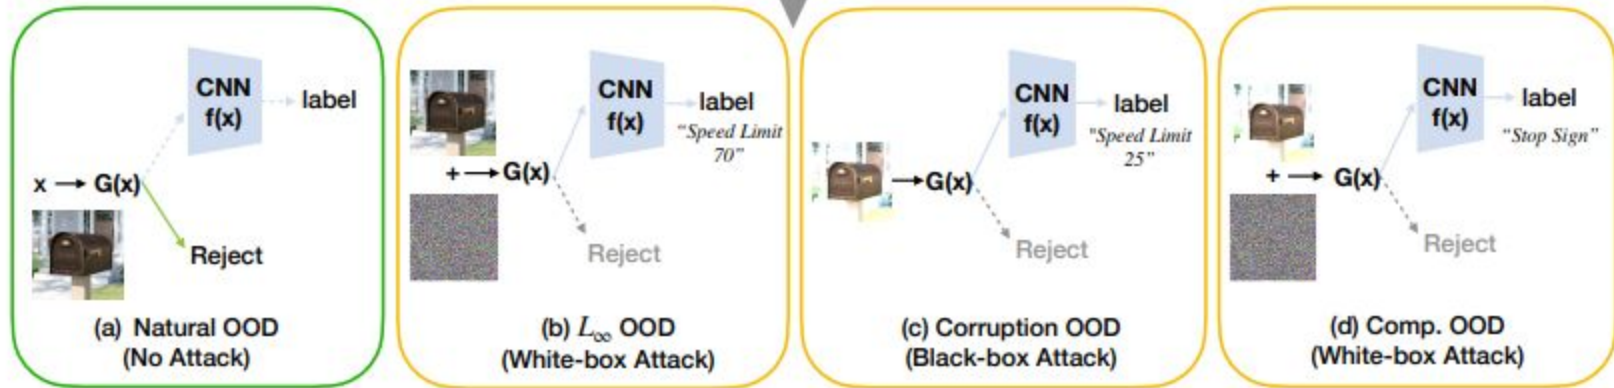 CNN
f(x)
label
x → G(x)
Reject
(a) Natural OOD
(No Attack)
CNN
f(x)
label
“Speed Limit
70”
+ → G(x)
Reject
(b) L∞ OOD
(White-box Attack)
CNN
f(x)
label
"Speed Limit
25”
→ G(x)
Reject
(c) Corruption OOD
(Black-box Attack)
CNN
f(x)
label
“Stop Sign”
+ → G(x)
Reject
(d) Comp. OOD
(White-box Attack)